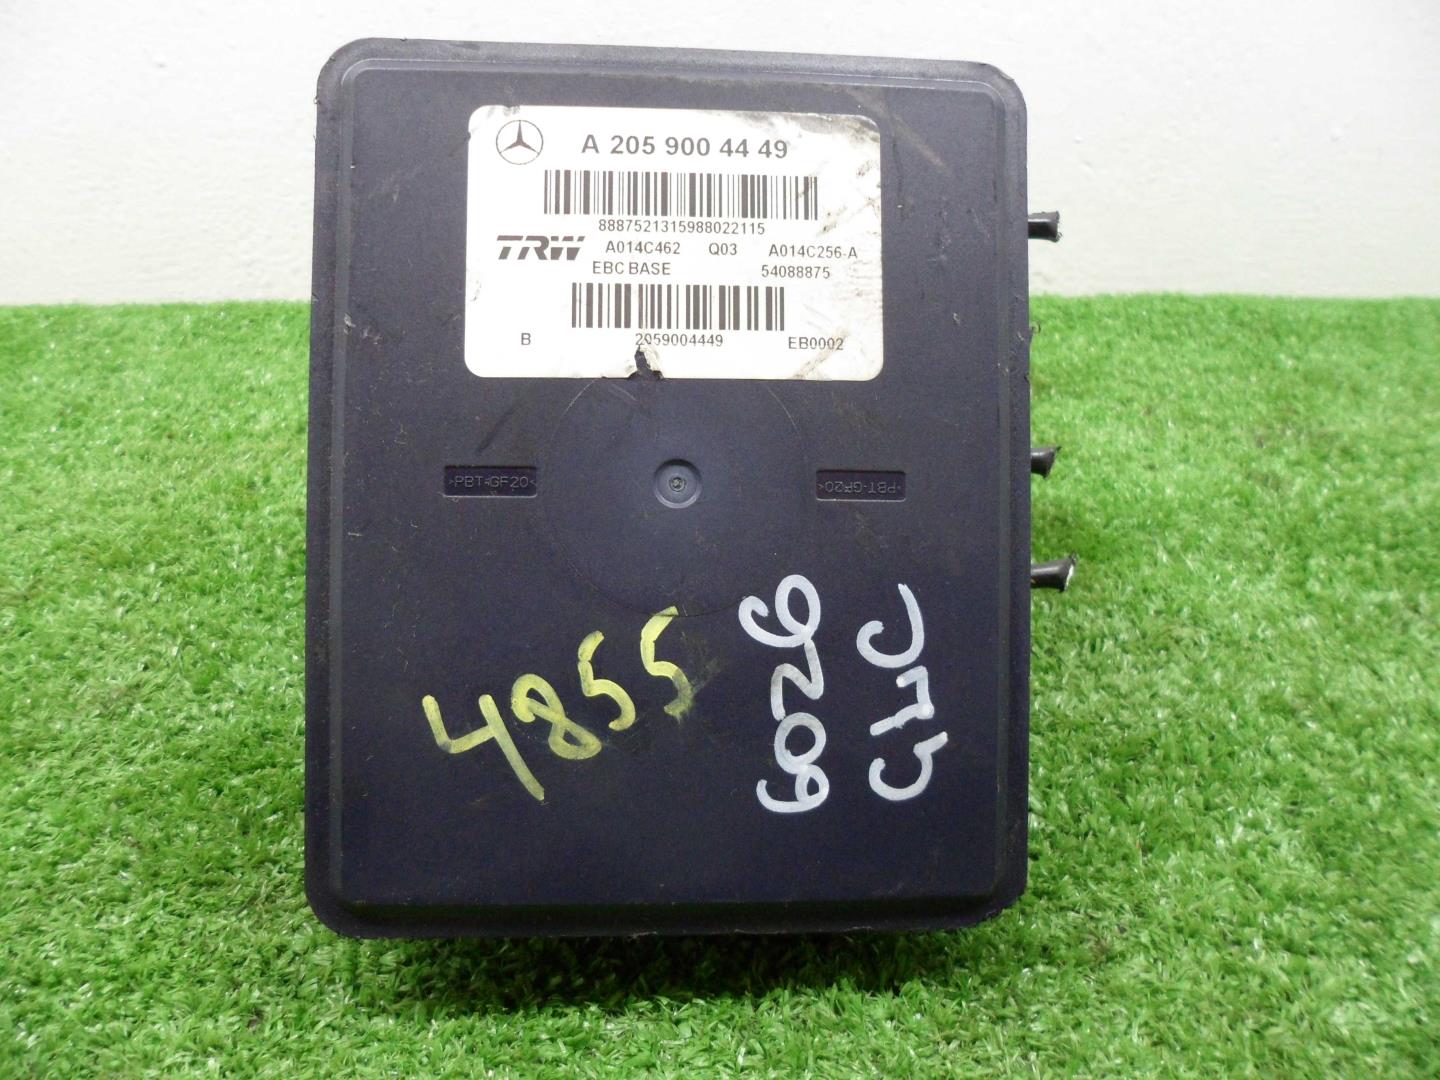 A 205 900 44 49
8887521315988022115
TRW A014C462 Q03 A014C256-A
EBC BASE 54088875
B 2059004449 EB0002
>PBT-GF20<
>PBT-GF20<
4855
6026
GLC